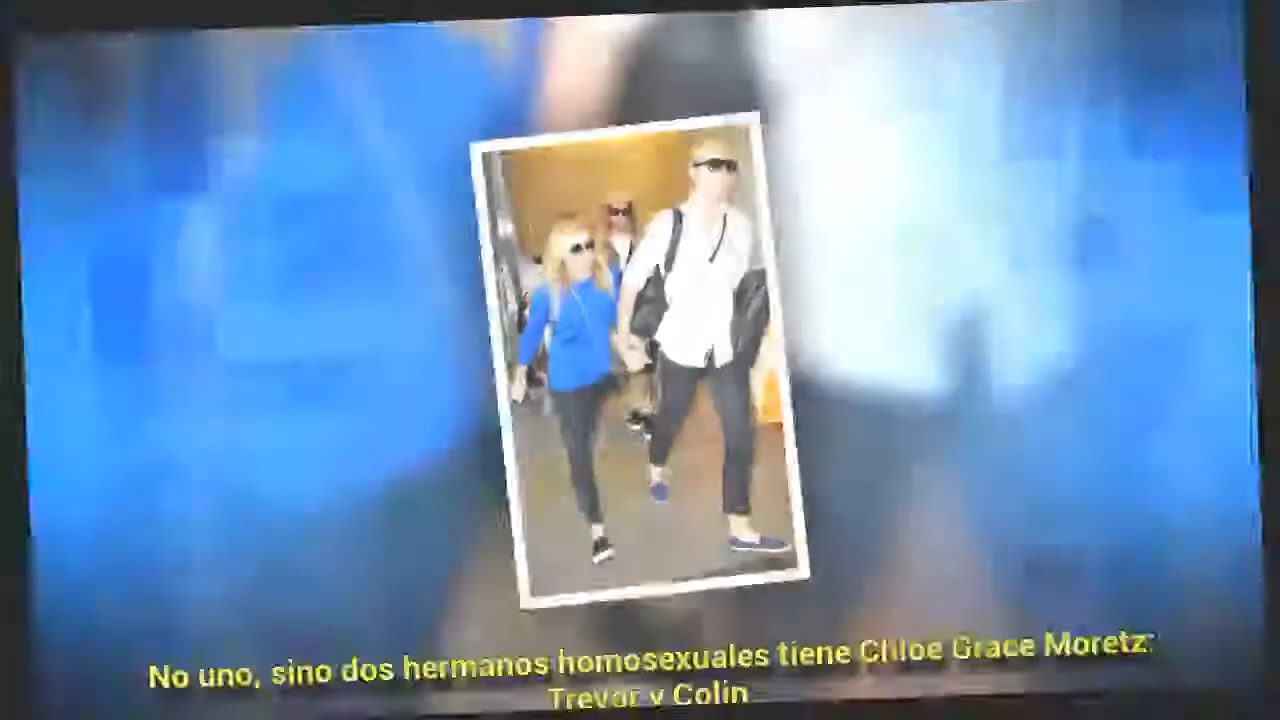 No uno, sino dos hermanos homosexuales tiene Chloe Grace Moretz:
Trevor y Colin